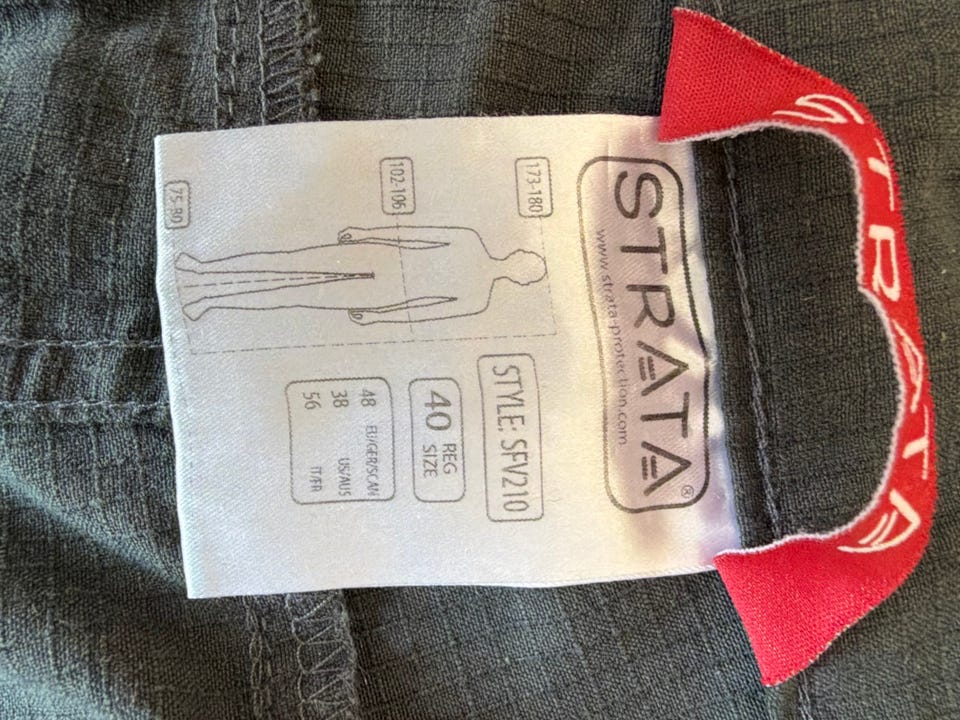 STRATA
STRATA®
www.strata-protection.com
173-180
102-106
75-80
STYLE: SFV210
40 REG SIZE
48 EU/GER/SCAN
38 US/AUS
56 IT/FR